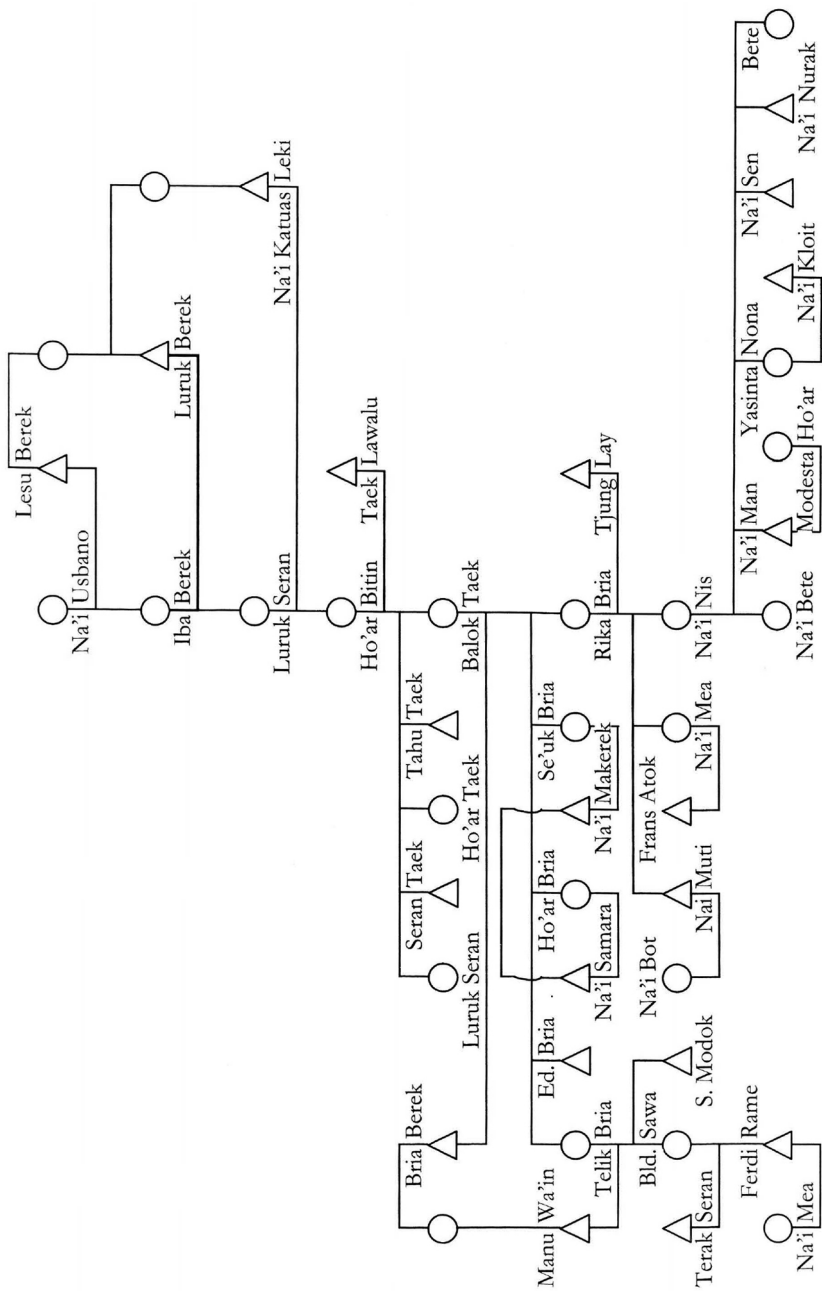 Lesu Berek
Na'i Usbano
Iba Berek
Luruk Berek
Luruk Seran
Na'i Katuas Leki
Ho'ar Bitin
Taek Lawalu
Bria Berek
Luruk Seran
Seran Taek
Ho'ar Taek
Tahu Taek
Balok Taek
Manu Wa'in
Telik Bria
Ed. Bria
Na'i Samara
Ho'ar Bria
Na'i Makerek
Se'uk Bria
Rika Bria
Tjung Lay
Terak Seran
Bld. Sawa
S. Modok
Na'i Bot
Nai Muti
Frans Atok
Na'i Mea
Na'i Nis
Na'i Mea
Ferdi Rame
Na'i Bete
Na'i Man
Modesta Ho'ar
Yasinta Nona
Na'i Kloit
Na'i Sen
Na'i Nurak
Bete